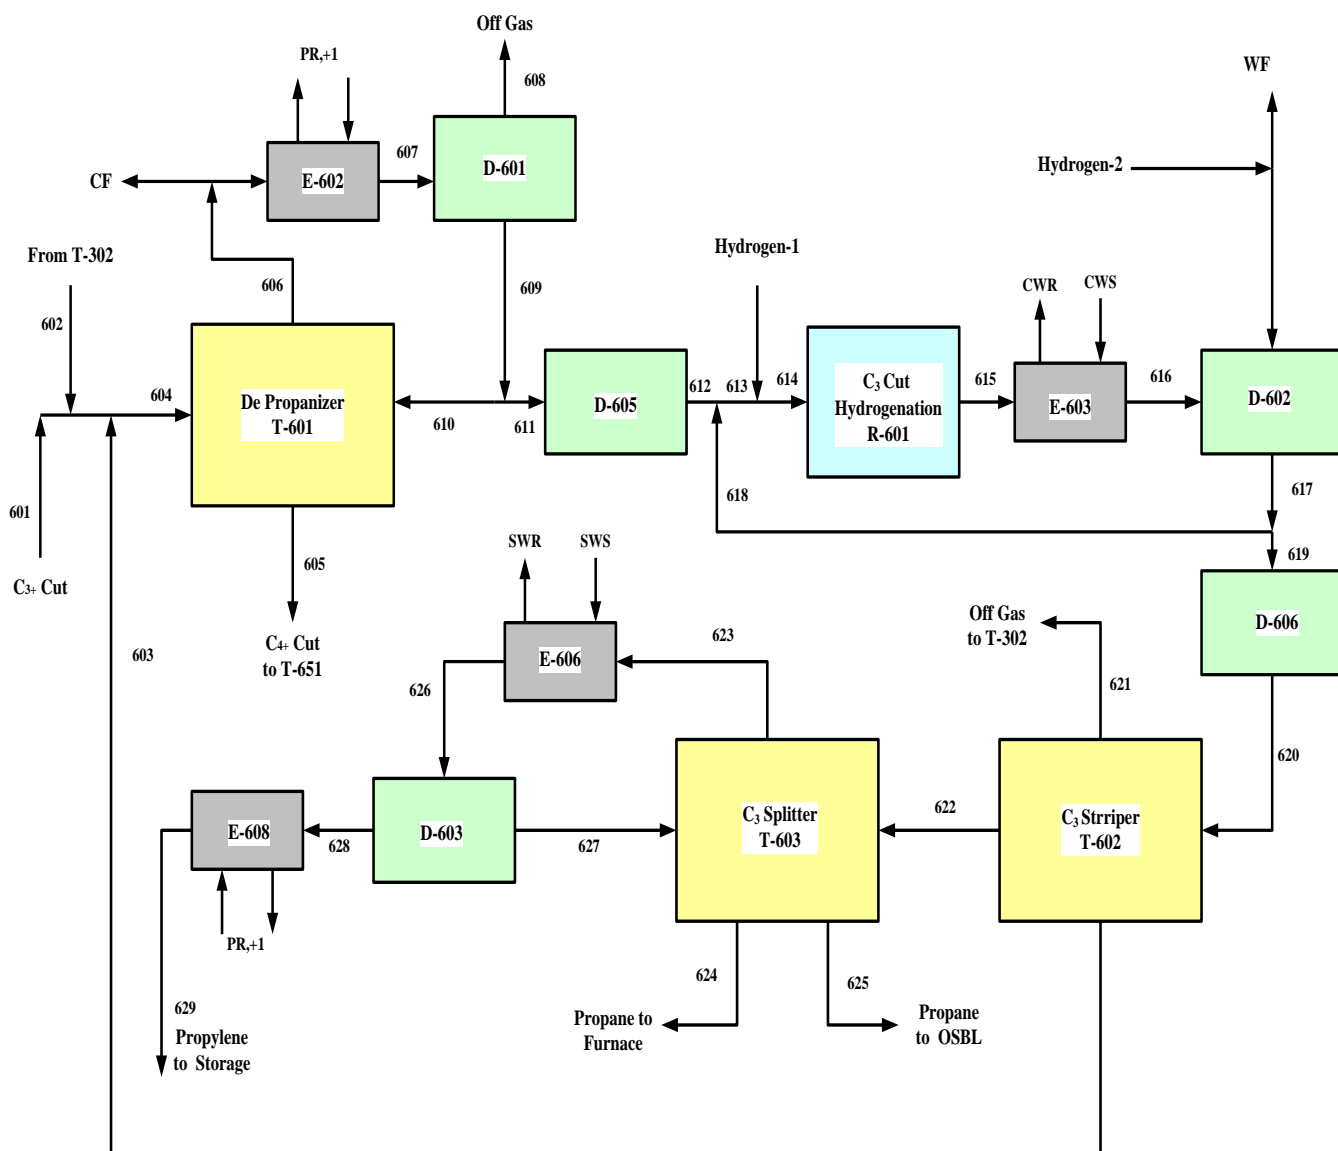 Off Gas
PR,+1
608
WF
607
D-601
Hydrogen-2
CF
E-602
From T-302
Hydrogen-1
606
609
CWR
CWS
602
604
De Propanizer
T-601
610
611
D-605
612
613
614
C3 Cut
Hydrogenation
R-601
615
E-603
616
D-602
601
618
617
C3+ Cut
605
SWR
SWS
619
603
C4+ Cut
to T-651
626
E-606
623
Off Gas
to T-302
D-606
621
620
E-608
628
D-603
627
C3 Splitter
T-603
622
C3 Strriper
T-602
PR,+1
629
Propylene
to Storage
624
625
Propane to
Furnace
Propane
to OSBL